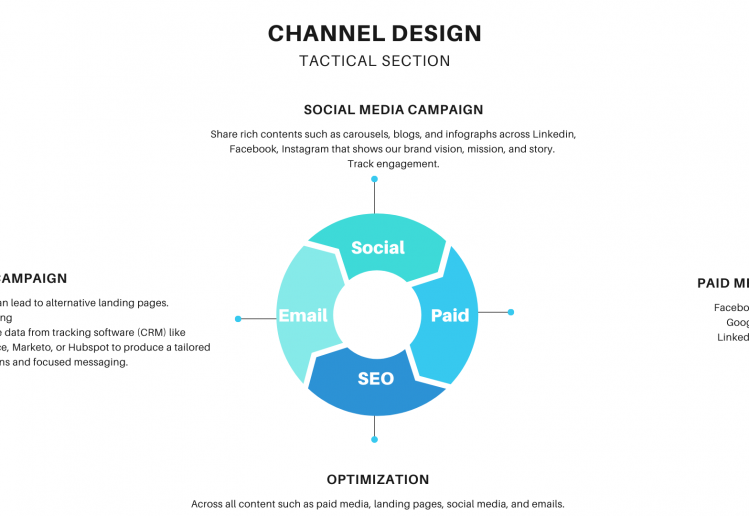 CHANNEL DESIGN
TACTICAL SECTION
SOCIAL MEDIA CAMPAIGN
Share rich contents such as carousels, blogs, and infographs across Linkedin,
Facebook, Instagram that shows our brand vision, mission, and story.
Track engagement.
Social
Email
Paid
SEO
CAMPAIGN
an lead to alternative landing pages.
ng
e data from tracking software (CRM) like
ce, Marketo, or Hubspot to produce a tailored
ns and focused messaging.
PAID ME
Facebo
Goog
Linked
OPTIMIZATION
Across all content such as paid media, landing pages, social media, and emails.